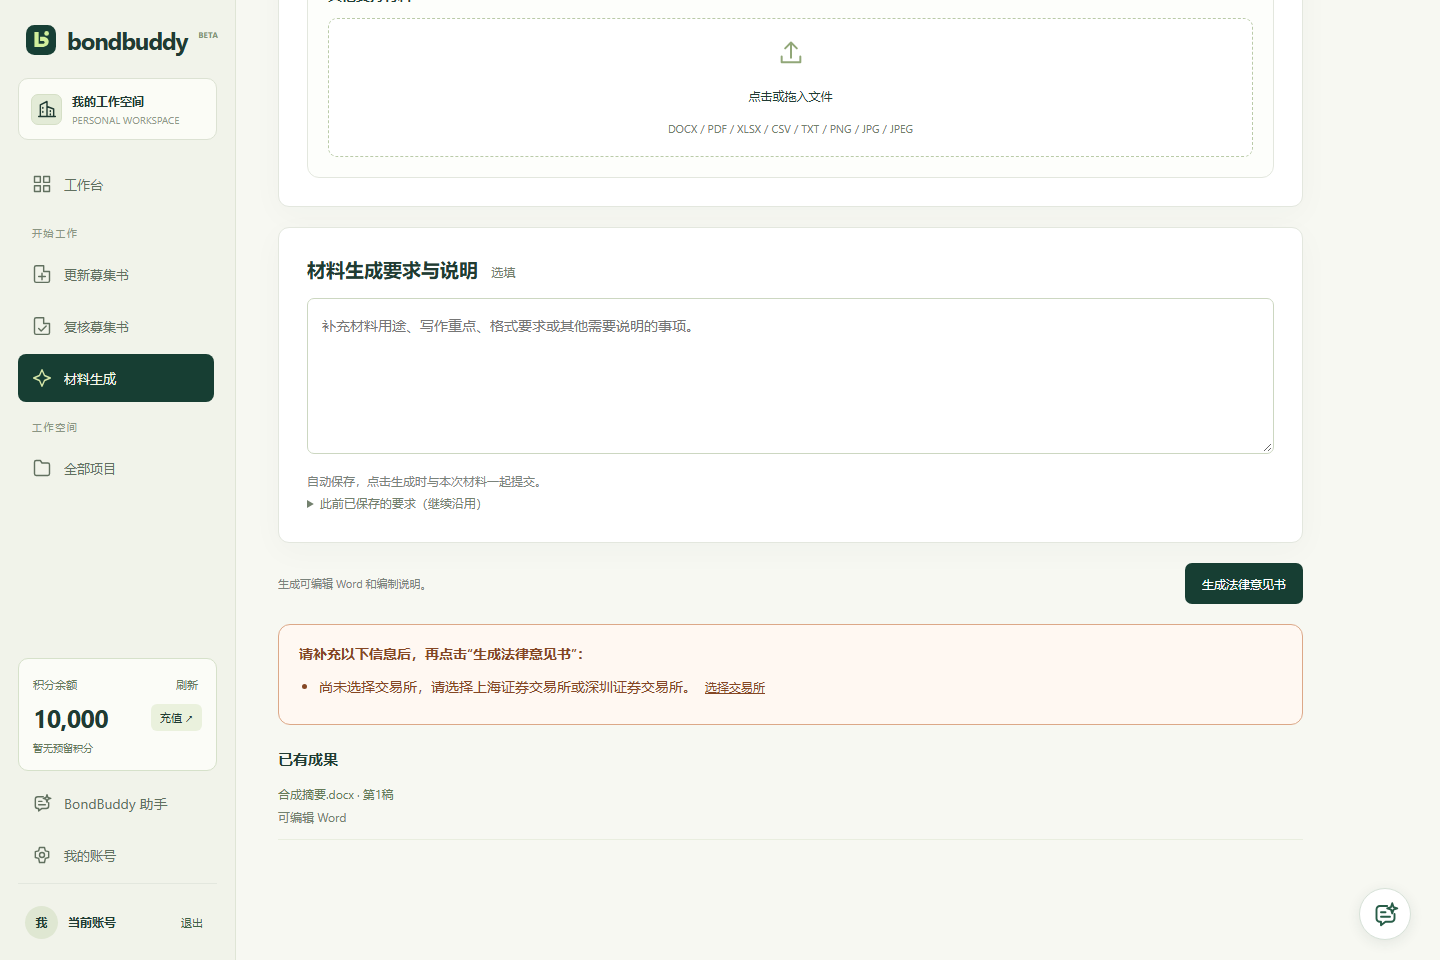 bondbuddy BETA
我的工作空间
PERSONAL WORKSPACE
工作台
开始工作
更新募集书
复核募集书
材料生成
工作空间
全部项目
积分余额 刷新
10,000 充值 ↗
暂无预留积分
BondBuddy 助手
我的账号
我 当前账号 退出
点击或拖入文件
DOCX / PDF / XLSX / CSV / TXT / PNG / JPG / JPEG
材料生成要求与说明 选填
补充材料用途、写作重点、格式要求或其他需要说明的事项。
自动保存，点击生成时与本次材料一起提交。
▶ 此前已保存的要求（继续沿用）
生成可编辑 Word 和编制说明。
生成法律意见书
请补充以下信息后，再点击“生成法律意见书”：
• 尚未选择交易所，请选择上海证券交易所或深圳证券交易所。 选择交易所
已有成果
合成摘要.docx · 第1稿
可编辑 Word